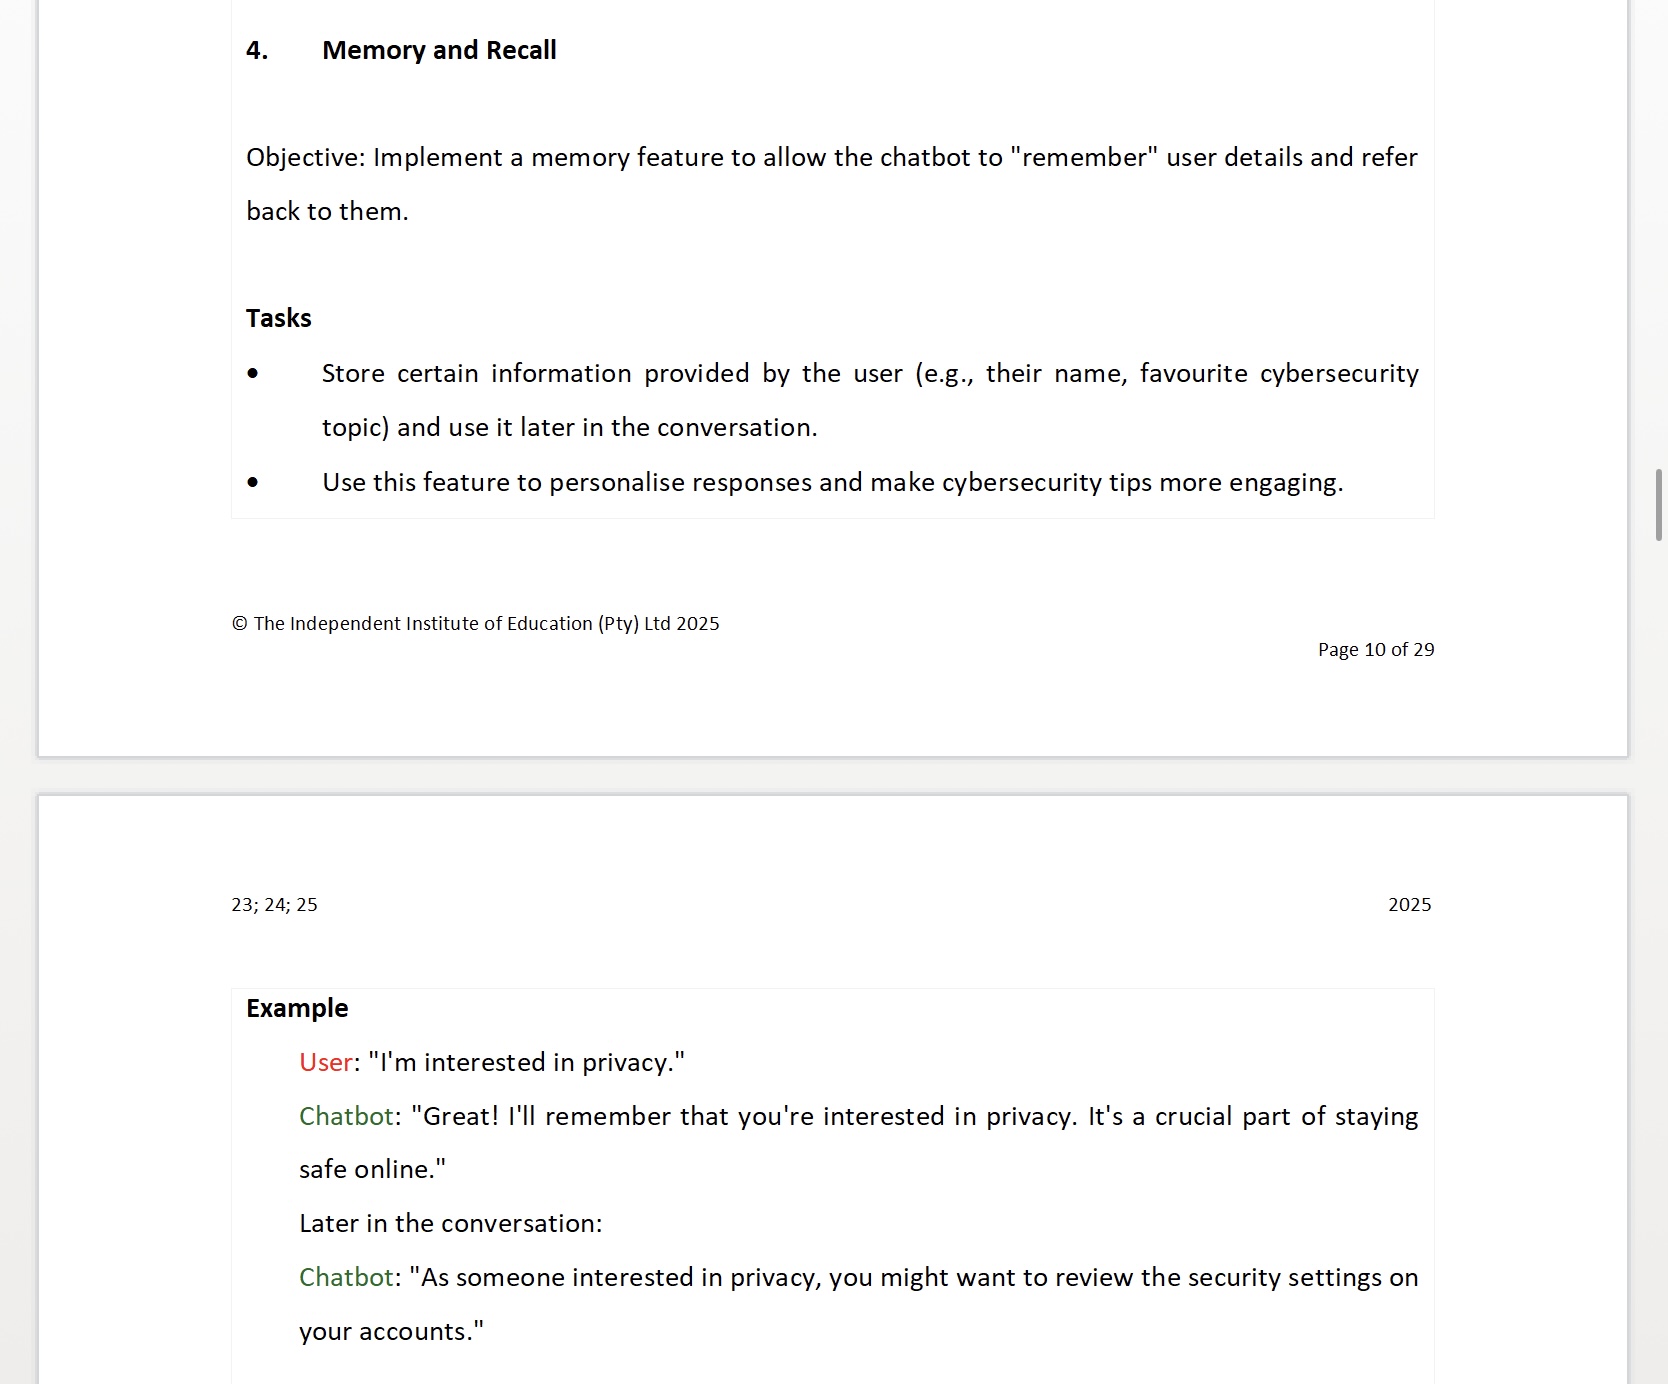 4. Memory and Recall
Objective: Implement a memory feature to allow the chatbot to "remember" user details and refer
back to them.
Tasks
• Store certain information provided by the user (e.g., their name, favourite cybersecurity
topic) and use it later in the conversation.
• Use this feature to personalise responses and make cybersecurity tips more engaging.
© The Independent Institute of Education (Pty) Ltd 2025
Page 10 of 29
23; 24; 25 2025
Example
User: "I'm interested in privacy."
Chatbot: "Great! I'll remember that you're interested in privacy. It's a crucial part of staying
safe online."
Later in the conversation:
Chatbot: "As someone interested in privacy, you might want to review the security settings on
your accounts."